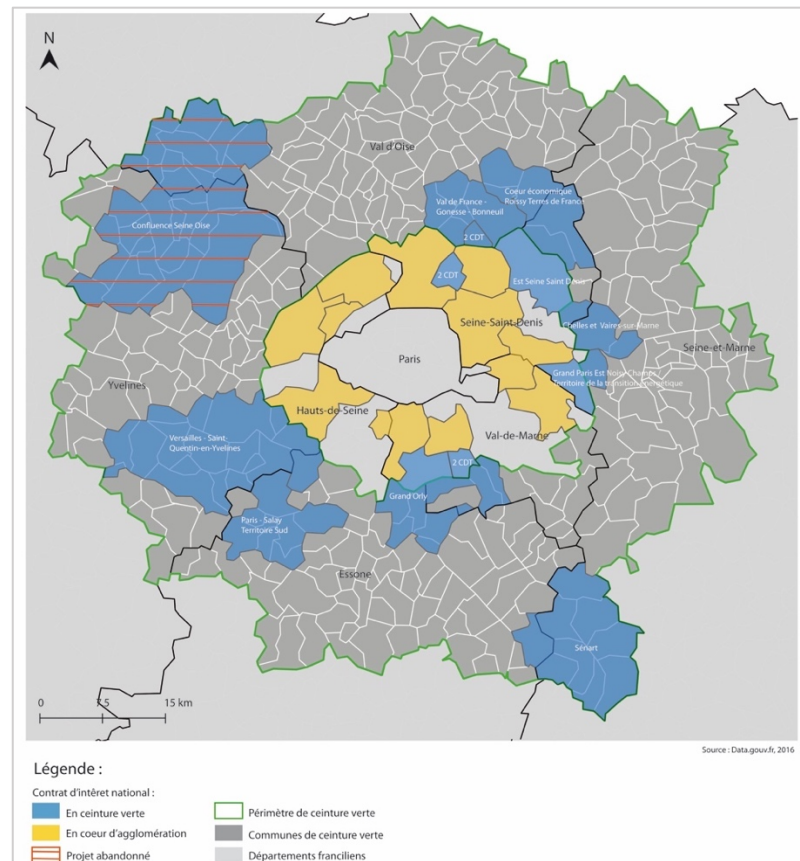 N
Val d'Oise
Coeur économique
Roissy Terres de France
Val de France -
Gonesse - Bonneuil
Confluence Seine Oise
2 CDT
2 CDT
Est Seine Saint Denis
Seine-Saint-Denis
Chelles et Vaires-sur-Marne
Seine-et-Marne
Paris
Yvelines
Grand Paris Est Noisy-Champs /
Territoire de la transition énergétique
Hauts-de-Seine
Val-de-Marne
Versailles - Saint
Quentin-en-Yvelines
2 CDT
Grand Orly
Paris - Salay
Territoire Sud
Essone
Sénart
0 7,5 15 km
Source : Data.gouv.fr, 2016
Légende :
Contrat d'intêret national :
En ceinture verte
Périmètre de ceinture verte
En coeur d'agglomération
Communes de ceinture verte
Projet abandonné
Départements franciliens